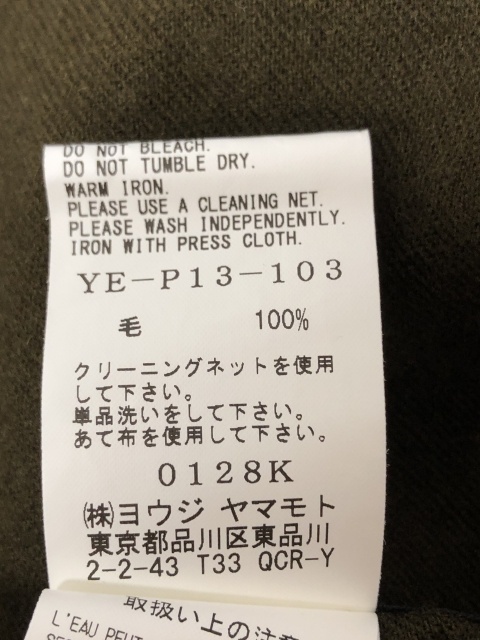 DO NOT BLEACH.
DO NOT TUMBLE DRY.
WARM IRON.
PLEASE USE A CLEANING NET.
PLEASE WASH INDEPENDENTLY.
IRON WITH PRESS CLOTH.
YE-P13-103
毛 100%
クリーニングネットを使用
して下さい。
単品洗いをして下さい。
あて布を使用して下さい。
0128K
㈱ヨウジ ヤマモト
東京都品川区東品川
2-2-43 T33 QCR-Y
取扱い上の注意
L'EAU PEUT